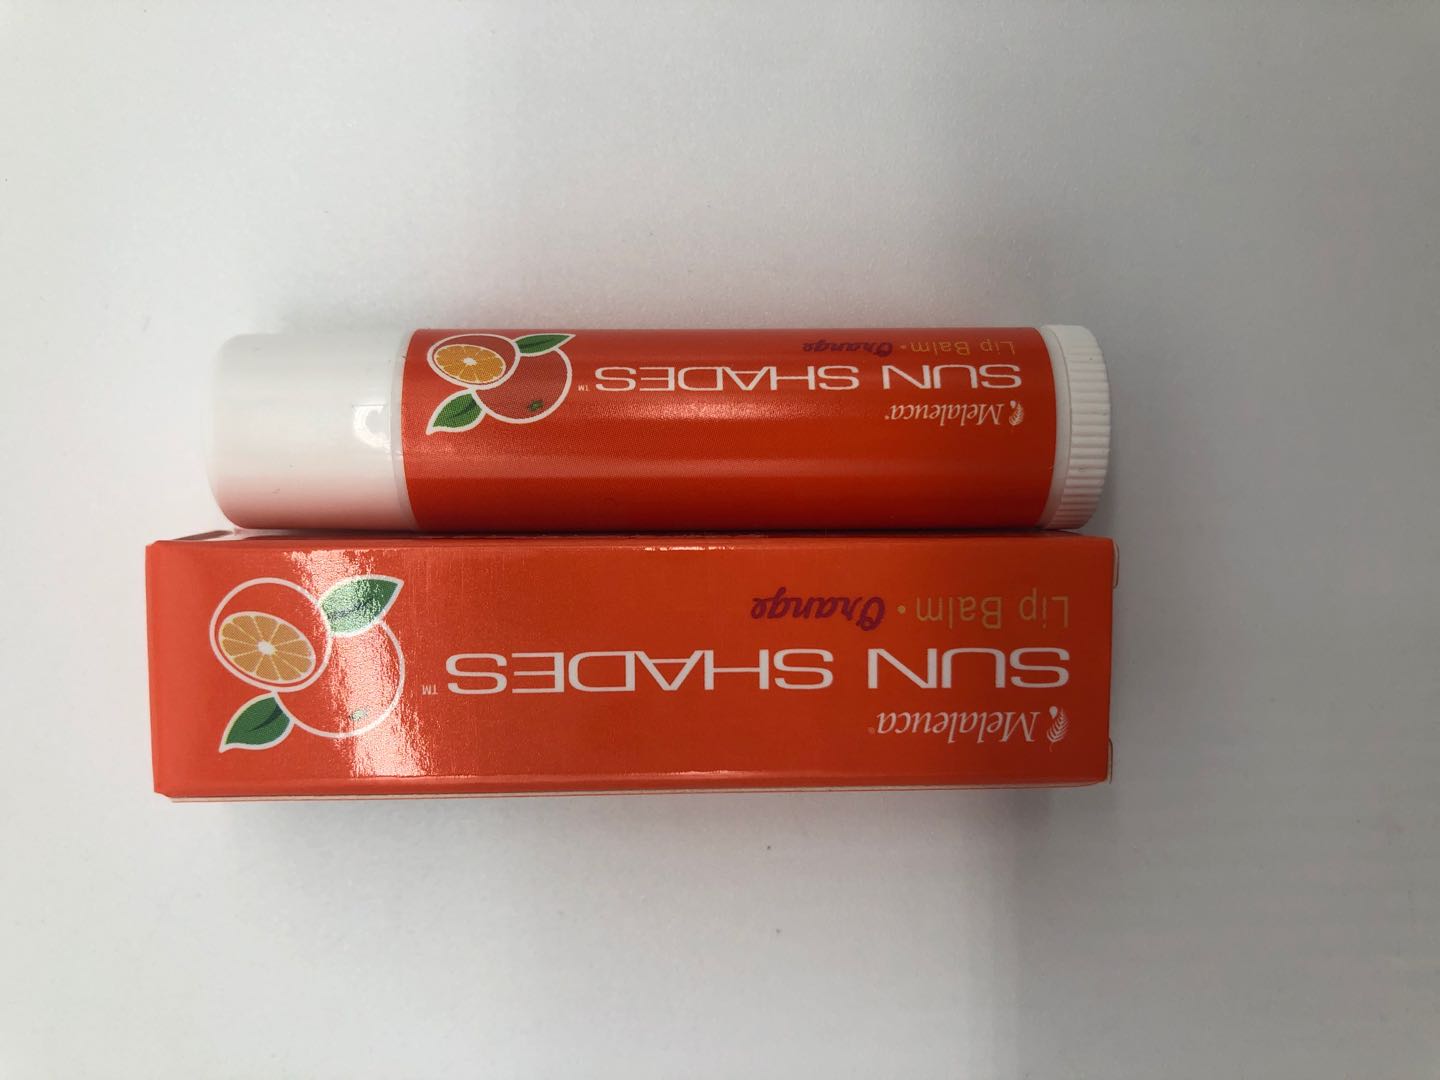 Melaleuca®
SUN SHADES™
Lip Balm • Orange
Melaleuca®
SUN SHADES™
Lip Balm • Orange